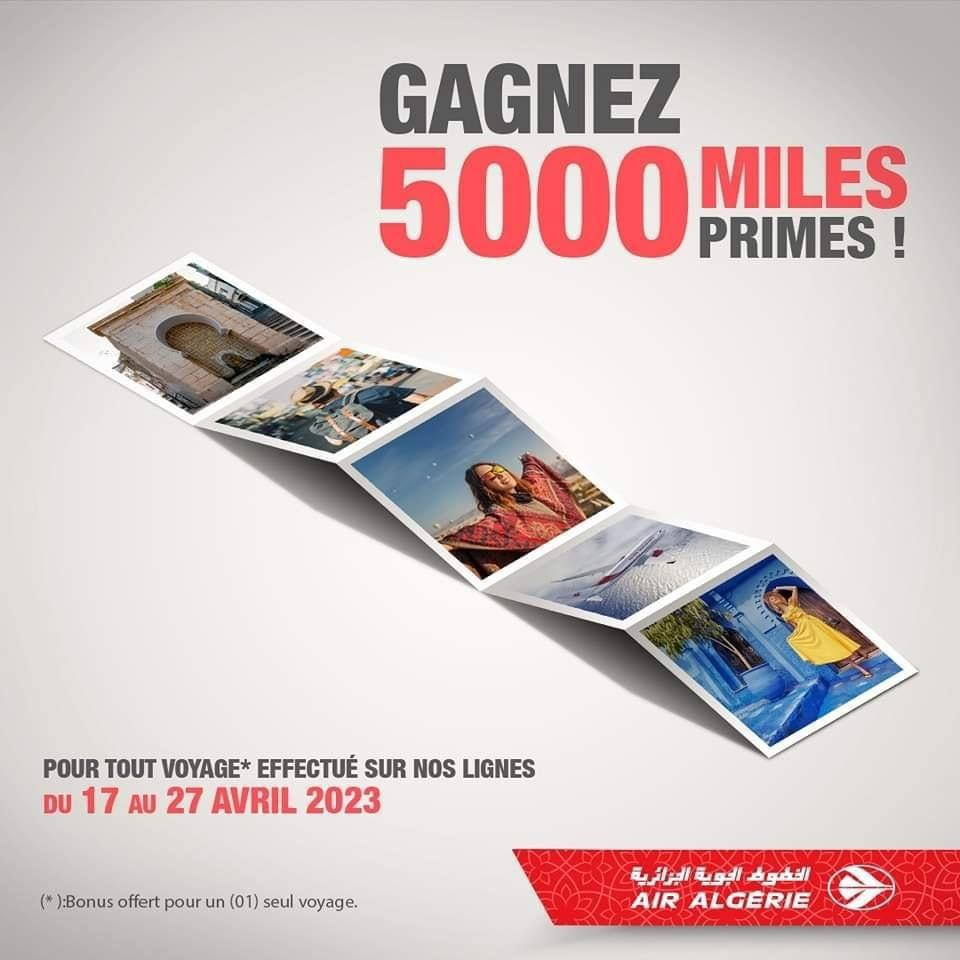 GAGNEZ
5000 MILES
PRIMES !
POUR TOUT VOYAGE* EFFECTUÉ SUR NOS LIGNES
DU 17 AU 27 AVRIL 2023
(* ):Bonus offert pour un (01) seul voyage.
الخطوط الجوية الجزائرية
AIR ALGÉRIE